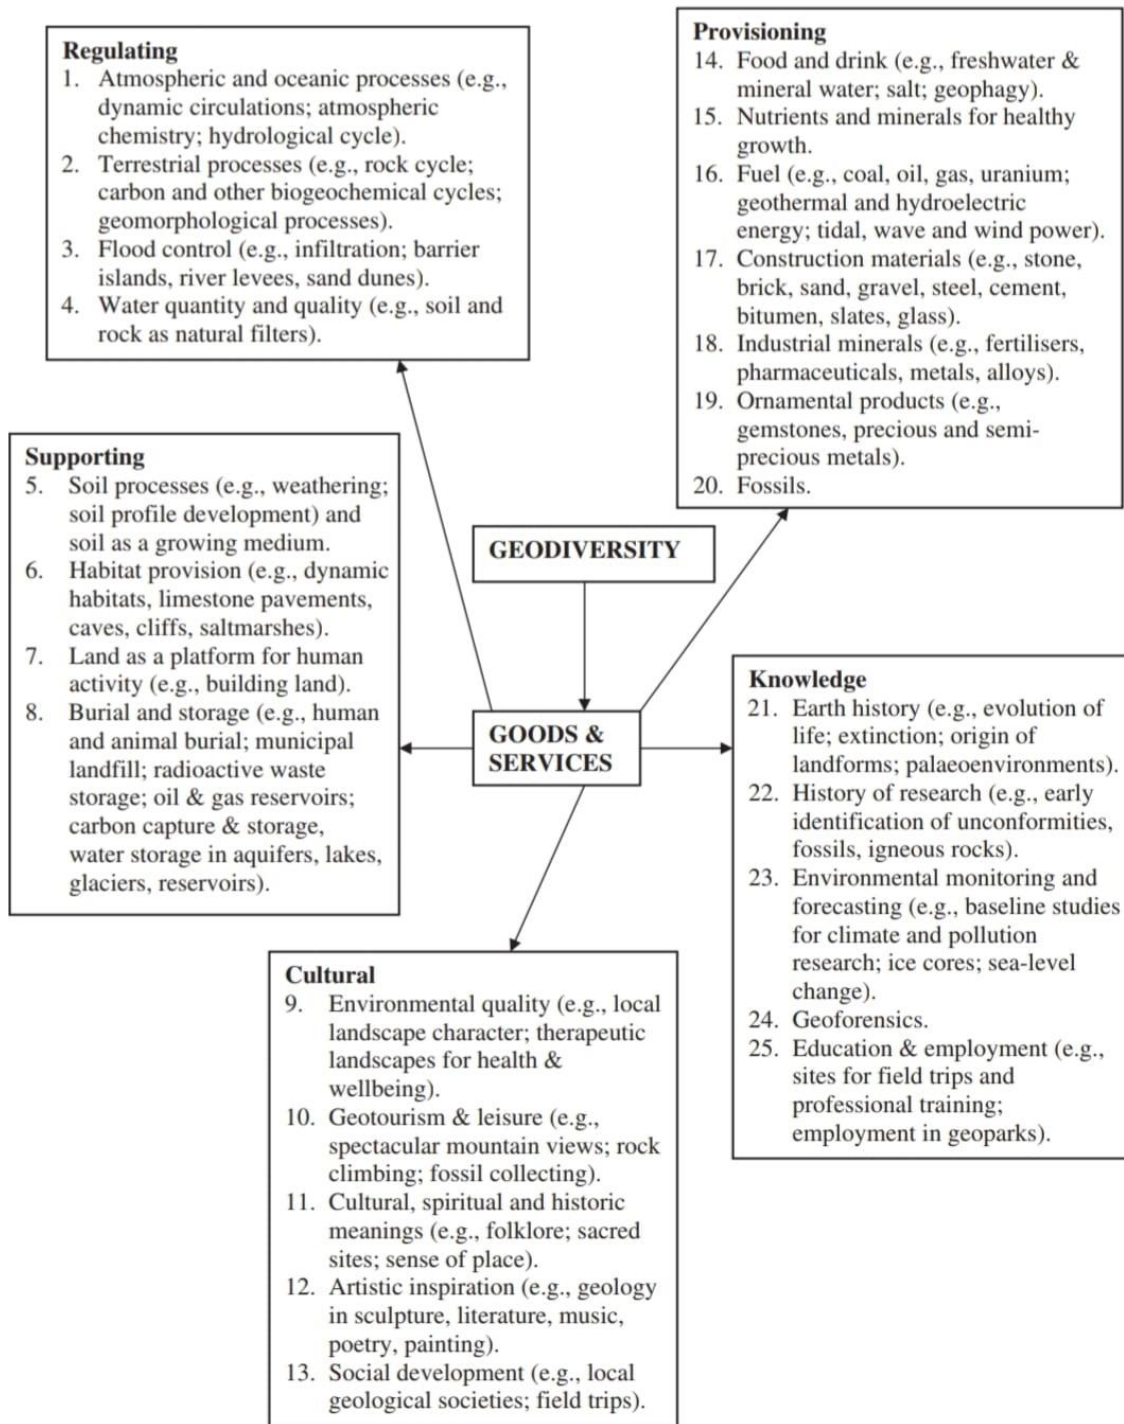 Regulating
1. Atmospheric and oceanic processes (e.g.,
dynamic circulations; atmospheric
chemistry; hydrological cycle).
2. Terrestrial processes (e.g., rock cycle;
carbon and other biogeochemical cycles;
geomorphological processes).
3. Flood control (e.g., infiltration; barrier
islands, river levees, sand dunes).
4. Water quantity and quality (e.g., soil and
rock as natural filters).
Supporting
5. Soil processes (e.g., weathering;
soil profile development) and
soil as a growing medium.
6. Habitat provision (e.g., dynamic
habitats, limestone pavements,
caves, cliffs, saltmarshes).
7. Land as a platform for human
activity (e.g., building land).
8. Burial and storage (e.g., human
and animal burial; municipal
landfill; radioactive waste
storage; oil & gas reservoirs;
carbon capture & storage,
water storage in aquifers, lakes,
glaciers, reservoirs).
GEODIVERSITY
GOODS &
SERVICES
Cultural
9. Environmental quality (e.g., local
landscape character; therapeutic
landscapes for health &
wellbeing).
10. Geotourism & leisure (e.g.,
spectacular mountain views; rock
climbing; fossil collecting).
11. Cultural, spiritual and historic
meanings (e.g., folklore; sacred
sites; sense of place).
12. Artistic inspiration (e.g., geology
in sculpture, literature, music,
poetry, painting).
13. Social development (e.g., local
geological societies; field trips).
Provisioning
14. Food and drink (e.g., freshwater &
mineral water; salt; geophagy).
15. Nutrients and minerals for healthy
growth.
16. Fuel (e.g., coal, oil, gas, uranium;
geothermal and hydroelectric
energy; tidal, wave and wind power).
17. Construction materials (e.g., stone,
brick, sand, gravel, steel, cement,
bitumen, slates, glass).
18. Industrial minerals (e.g., fertilisers,
pharmaceuticals, metals, alloys).
19. Ornamental products (e.g.,
gemstones, precious and semi-
precious metals).
20. Fossils.
Knowledge
21. Earth history (e.g., evolution of
life; extinction; origin of
landforms; palaeoenvironments).
22. History of research (e.g., early
identification of unconformities,
fossils, igneous rocks).
23. Environmental monitoring and
forecasting (e.g., baseline studies
for climate and pollution
research; ice cores; sea-level
change).
24. Geoforensics.
25. Education & employment (e.g.,
sites for field trips and
professional training;
employment in geoparks).